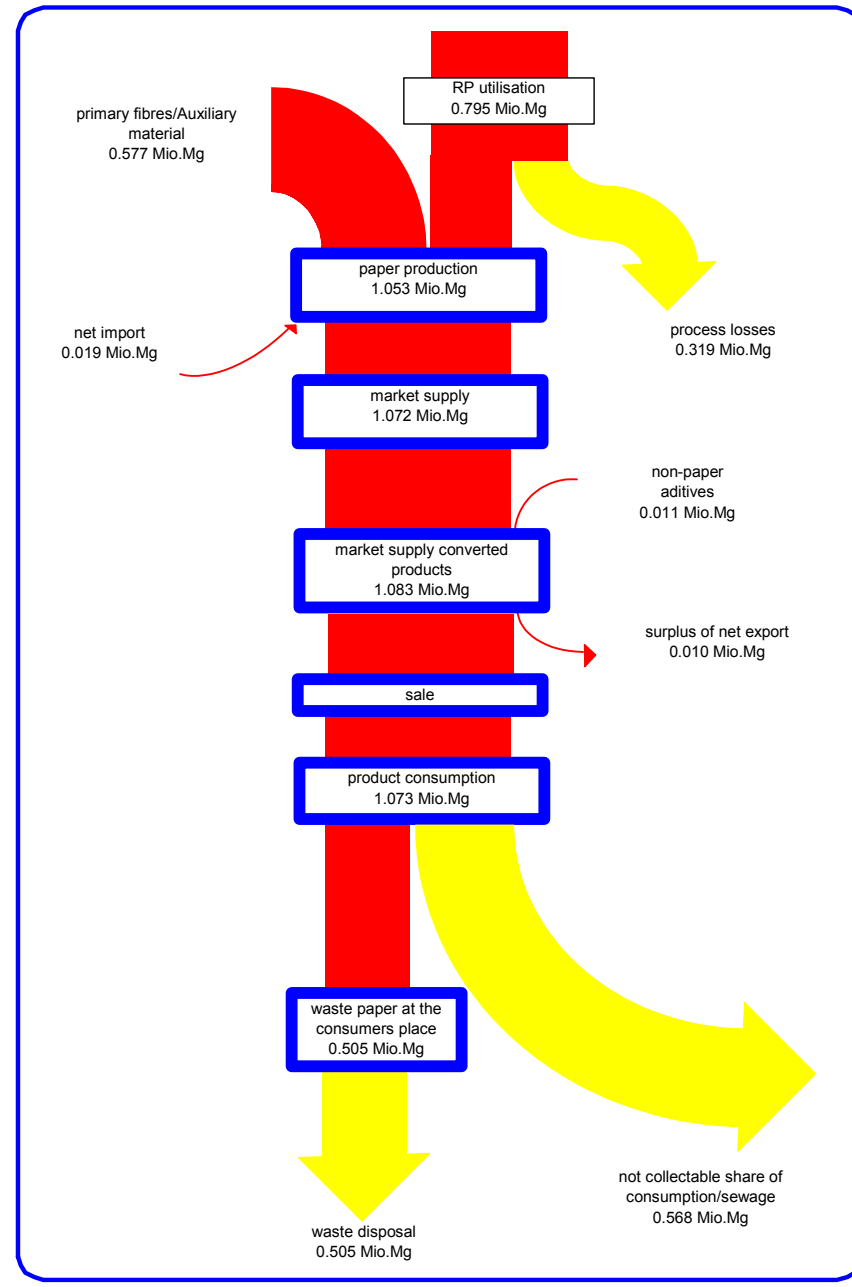 RP utilisation
0.795 Mio.Mg
primary fibres/Auxiliary
material
0.577 Mio.Mg
paper production
1.053 Mio.Mg
process losses
0.319 Mio.Mg
net import
0.019 Mio.Mg
market supply
1.072 Mio.Mg
non-paper
aditives
0.011 Mio.Mg
market supply converted
products
1.083 Mio.Mg
surplus of net export
0.010 Mio.Mg
sale
product consumption
1.073 Mio.Mg
waste paper at the
consumers place
0.505 Mio.Mg
not collectable share of
consumption/sewage
0.568 Mio.Mg
waste disposal
0.505 Mio.Mg